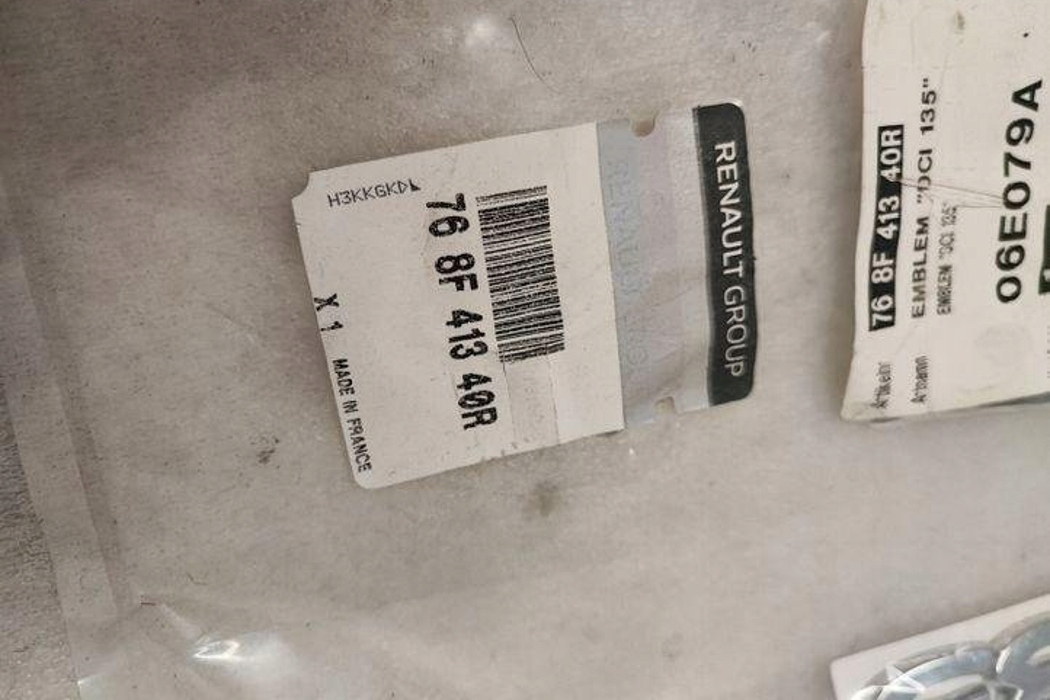 RENAULT GROUP
76 8F 413 40R
H3KKGKD
X 1
MADE IN FRANCE
76 8F 413 40R
EMBLEM "DCI 135"
EMBLEM "DCI 135"
06E079A